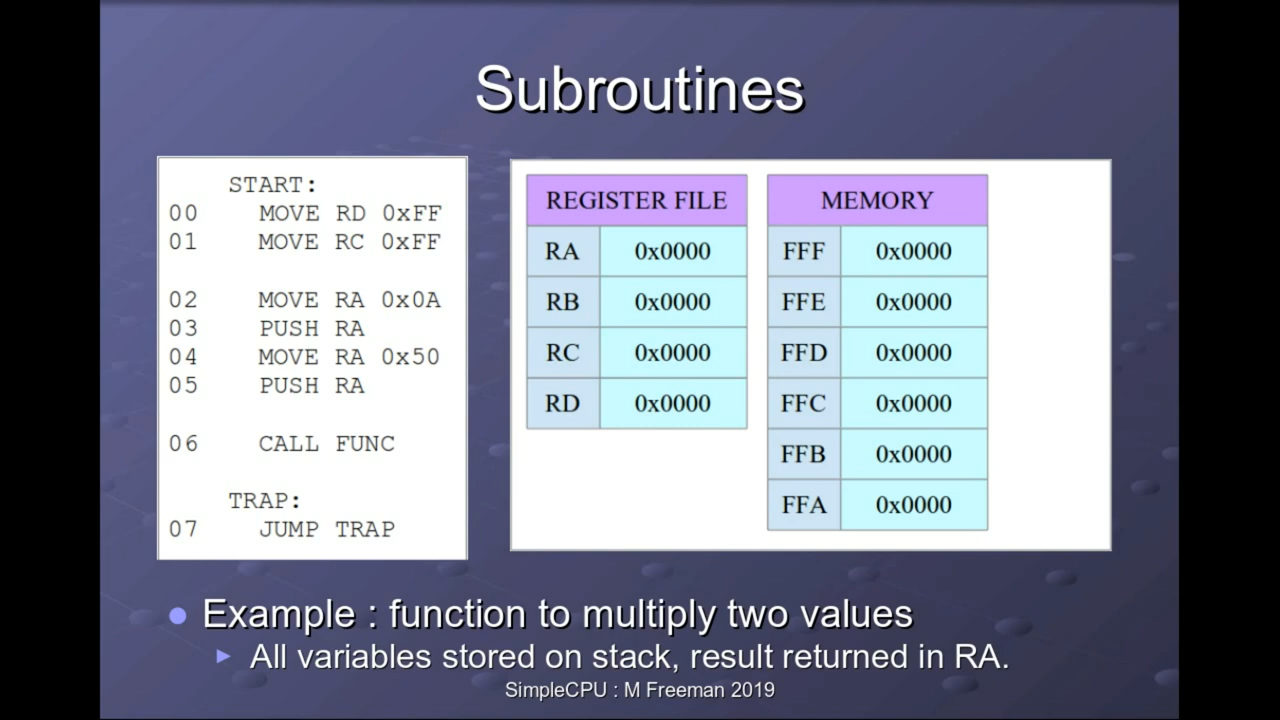 Subroutines
START:
00 MOVE RD 0xFF
01 MOVE RC 0xFF
02 MOVE RA 0x0A
03 PUSH RA
04 MOVE RA 0x50
05 PUSH RA
06 CALL FUNC
TRAP:
07 JUMP TRAP
REGISTER FILE
RA 0x0000
RB 0x0000
RC 0x0000
RD 0x0000
MEMORY
FFF 0x0000
FFE 0x0000
FFD 0x0000
FFC 0x0000
FFB 0x0000
FFA 0x0000
Example : function to multiply two values
All variables stored on stack, result returned in RA.
SimpleCPU : M Freeman 2019